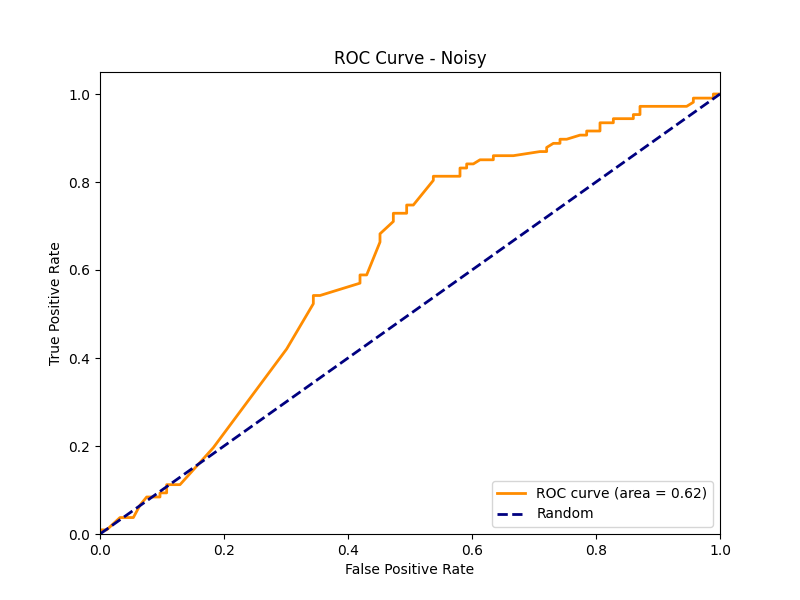 ROC Curve - Noisy
True Positive Rate
1.0
0.8
0.6
0.4
0.2
0.0
0.0 0.2 0.4 0.6 0.8 1.0
False Positive Rate
ROC curve (area = 0.62)
Random